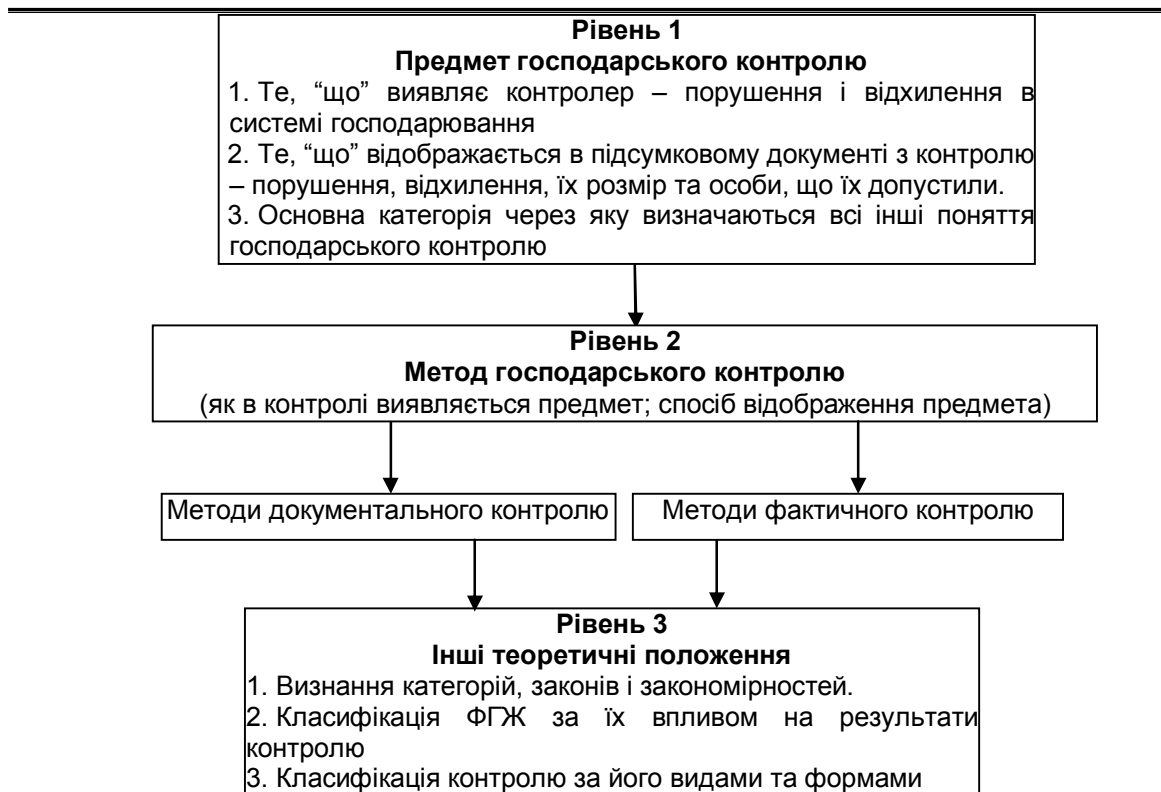 Рівень 1
Предмет господарського контролю
1. Те, “що” виявляє контролер – порушення і відхилення в
системі господарювання
2. Те, “що” відображається в підсумковому документі з контролю
– порушення, відхилення, їх розмір та особи, що їх допустили.
3. Основна категорія через яку визначаються всі інші поняття
господарського контролю
Рівень 2
Метод господарського контролю
(як в контролі виявляється предмет; спосіб відображення предмета)
Методи документального контролю
Методи фактичного контролю
Рівень 3
Інші теоретичні положення
1. Визнання категорій, законів і закономірностей.
2. Класифікація ФГЖ за їх впливом на результати
контролю
3. Класифікація контролю за його видами та формами